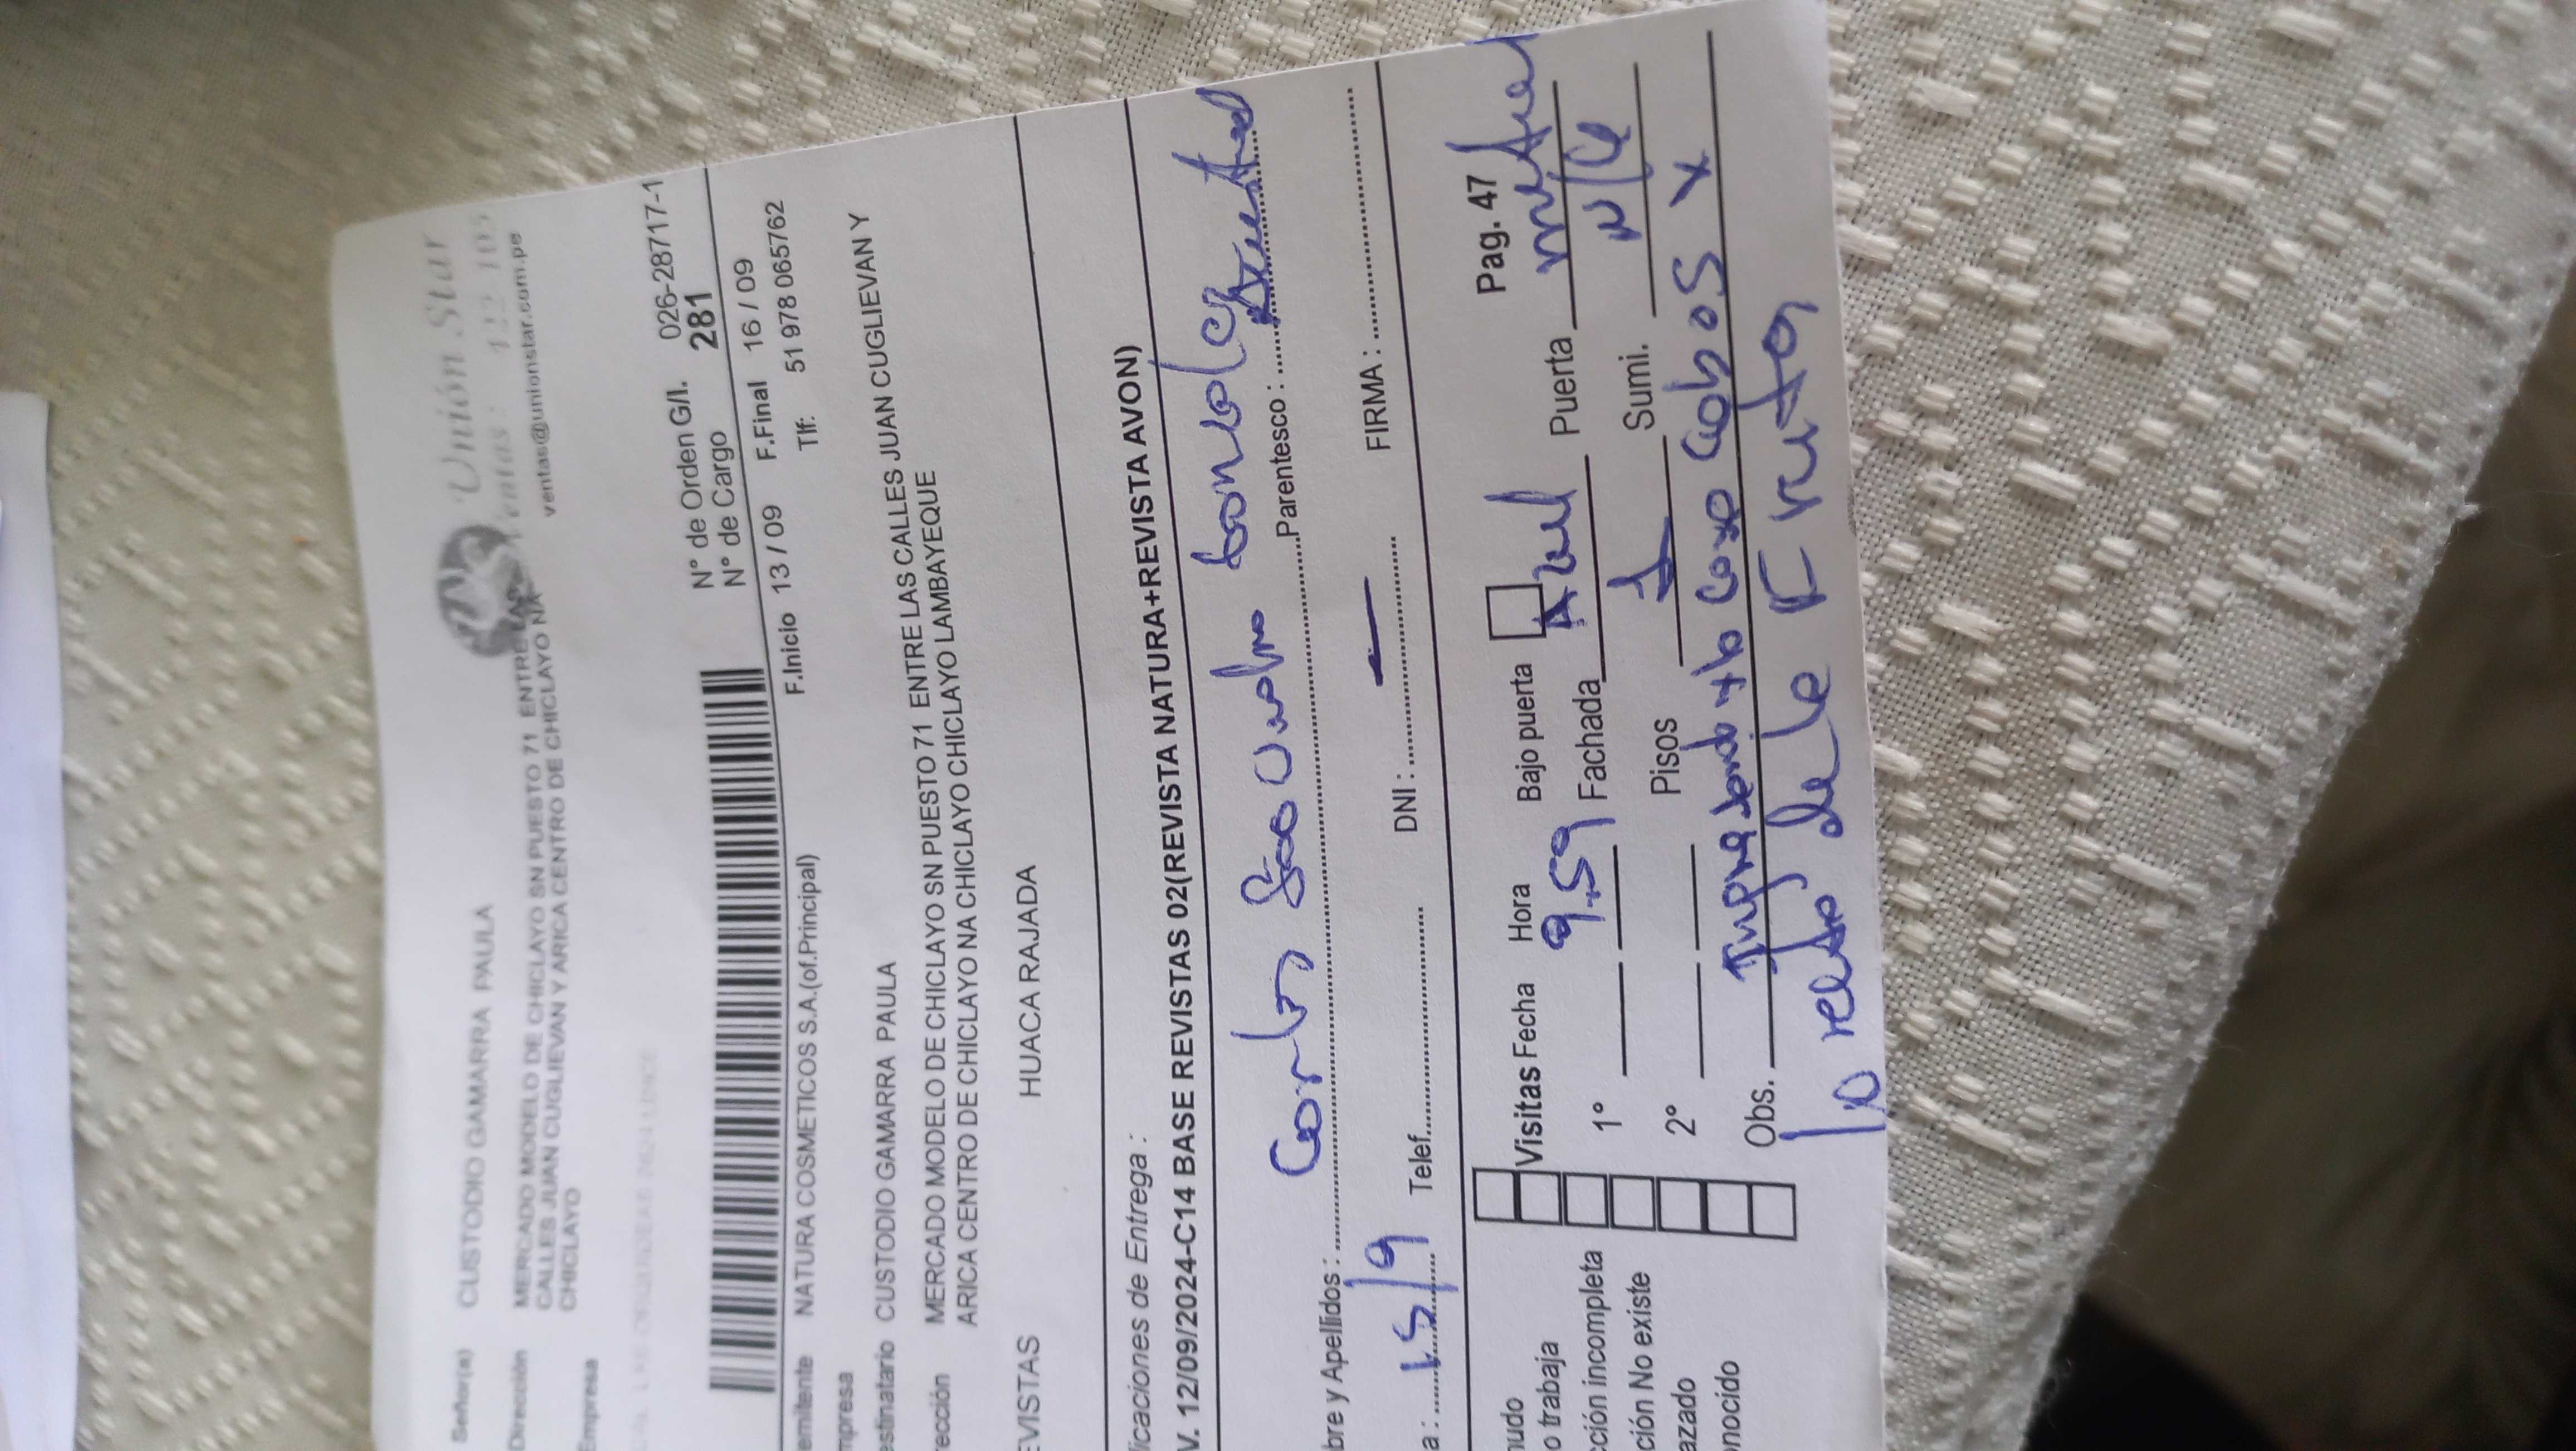 Unión Star
ventas@unionstar.com.pe
Señor(a) CUSTODIO GAMARRA PAULA
Dirección MERCADO MODELO DE CHICLAYO SN PUESTO 71 ENTRE LAS
CALLES JUAN CUGLIEVAN Y ARICA CENTRO DE CHICLAYO NA
CHICLAYO
Empresa
N° de Orden G/I. 026-28717-1
N° de Cargo 281
F.Inicio 13 / 09 F.Final 16 / 09
emitente NATURA COSMETICOS S.A.(of.Principal) Tlf. 51 978 065762
mpresa
estinatario CUSTODIO GAMARRA PAULA
rección MERCADO MODELO DE CHICLAYO SN PUESTO 71 ENTRE LAS CALLES JUAN CUGLIEVAN Y
ARICA CENTRO DE CHICLAYO NA CHICLAYO CHICLAYO LAMBAYEQUE
EVISTAS HUACA RAJADA
icaciones de Entrega :
V. 12/09/2024-C14 BASE REVISTAS 02(REVISTA NATURA+REVISTA AVON)
bre y Apellidos : Carlos Parentesco :
a : 15/9 Telef. DNI : — FIRMA :
Pag. 47
nudo Visitas Fecha Hora Bajo puerta
o trabaja 1° 9.59 Fachada Azul Puerta metal
cción incompleta
ción No existe 2° Pisos 1 Sumi. N/C
azado
onocido Obs.